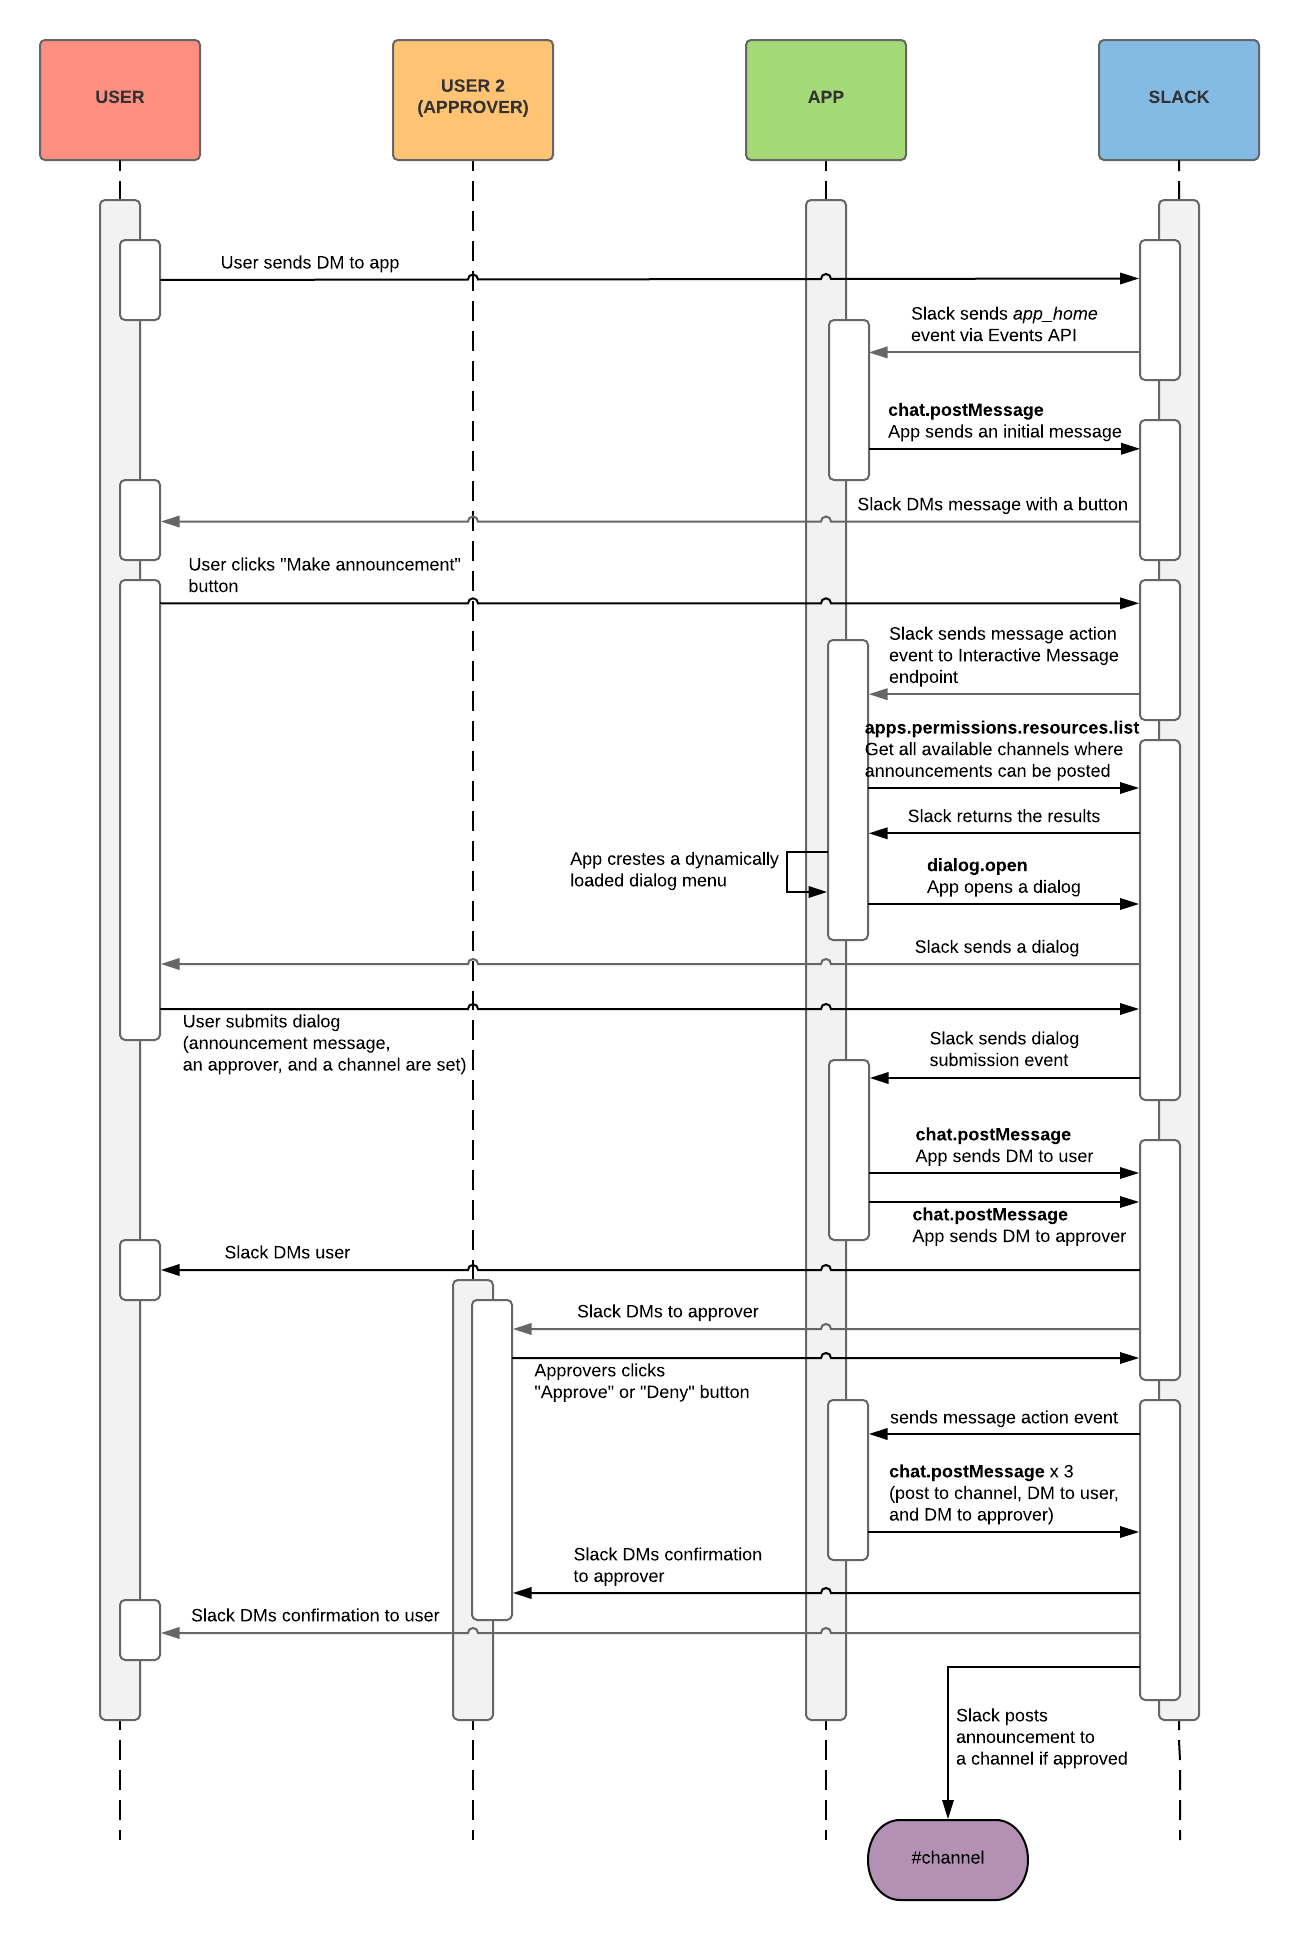 USER
USER 2
(APPROVER)
APP
SLACK
User sends DM to app
Slack sends app_home
event via Events API
chat.postMessage
App sends an initial message
Slack DMs message with a button
User clicks "Make announcement"
button
Slack sends message action
event to Interactive Message
endpoint
apps.permissions.resources.list
Get all available channels where
announcements can be posted
Slack returns the results
App crestes a dynamically
loaded dialog menu
dialog.open
App opens a dialog
Slack sends a dialog
User submits dialog
(announcement message,
an approver, and a channel are set)
Slack sends dialog
submission event
chat.postMessage
App sends DM to user
chat.postMessage
App sends DM to approver
Slack DMs user
Slack DMs to approver
Approvers clicks
"Approve" or "Deny" button
sends message action event
chat.postMessage x 3
(post to channel, DM to user,
and DM to approver)
Slack DMs confirmation
to approver
Slack DMs confirmation to user
Slack posts
announcement to
a channel if approved
#channel